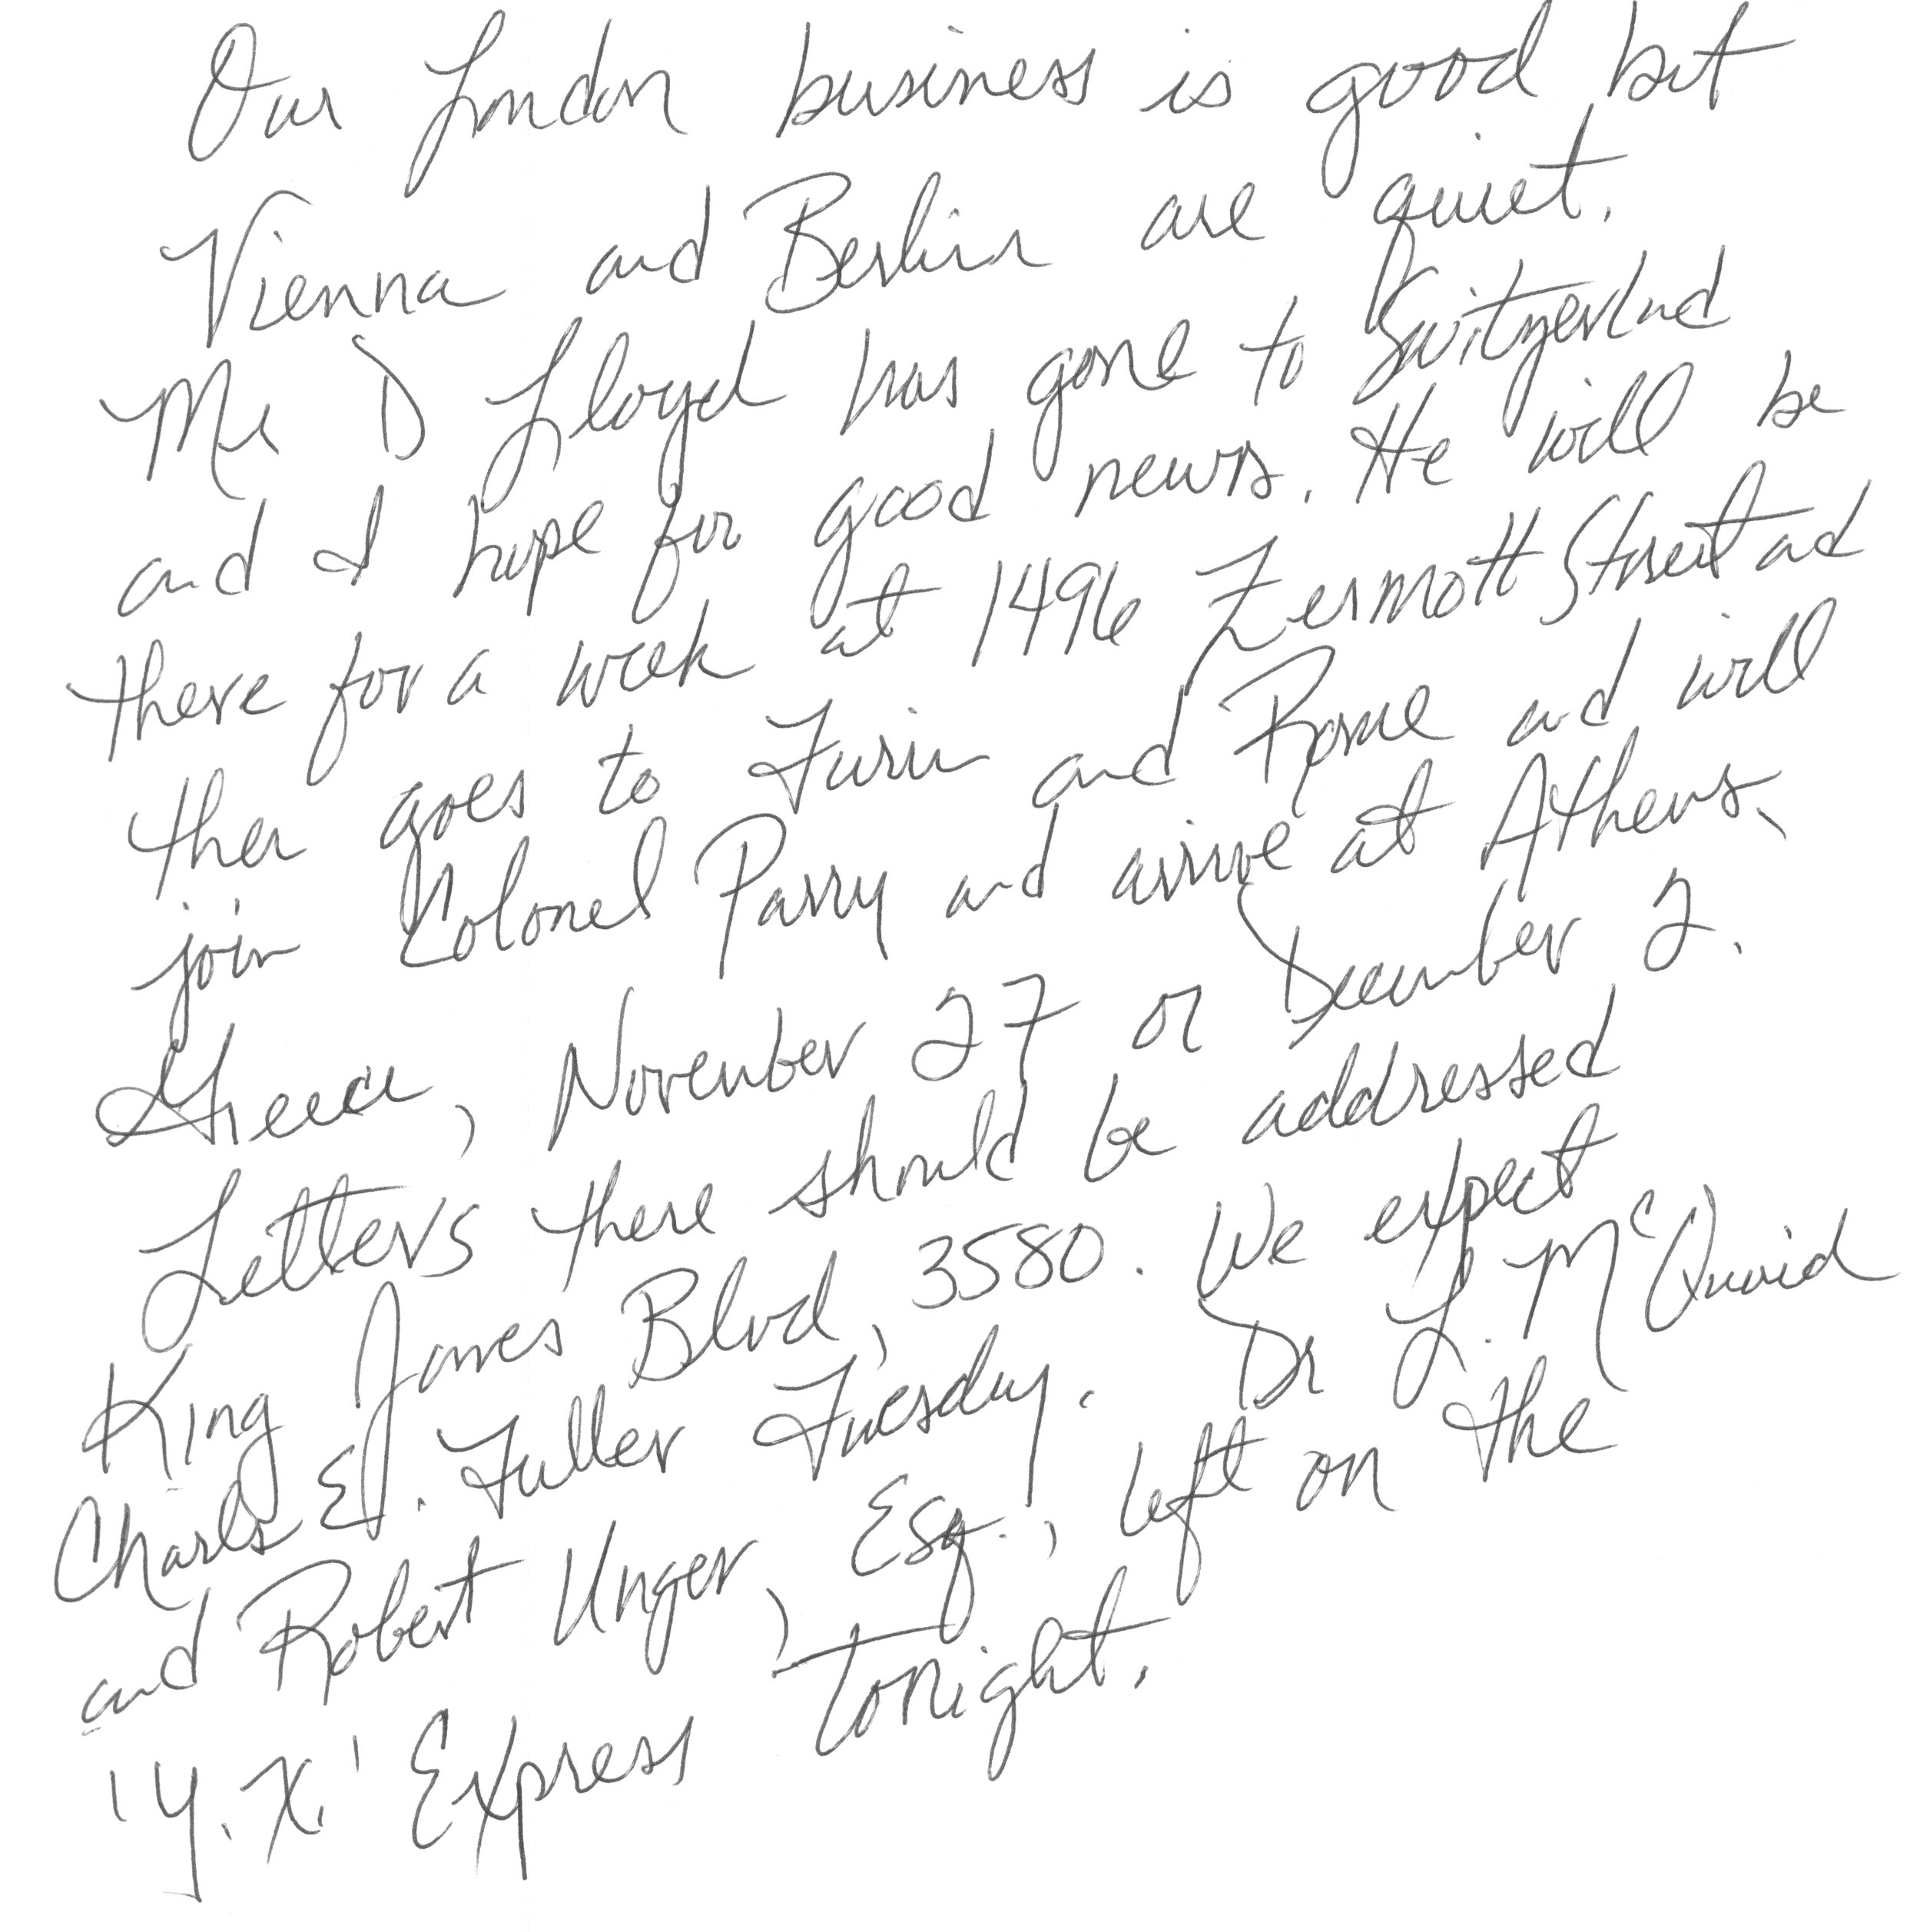 Our London business is good but
Vienna and Berlin are quiet.
Mr D Lloyd has gone to Switzerlnd
and I hope for good news. He will be
there for a week at 1496 Zermott Street ad
then goes to Turin and Rome and will
join Colonel Parry and arrive at Athens,
Greece, November 27 or December 2.
Letters there should be addressed
King James Blvd, 3580. We expect
Charles E. Fuller Tuesday. Dr L. McQuaid
and Robert Unger, Esq., left on the
'Y.X.' Express tonight.